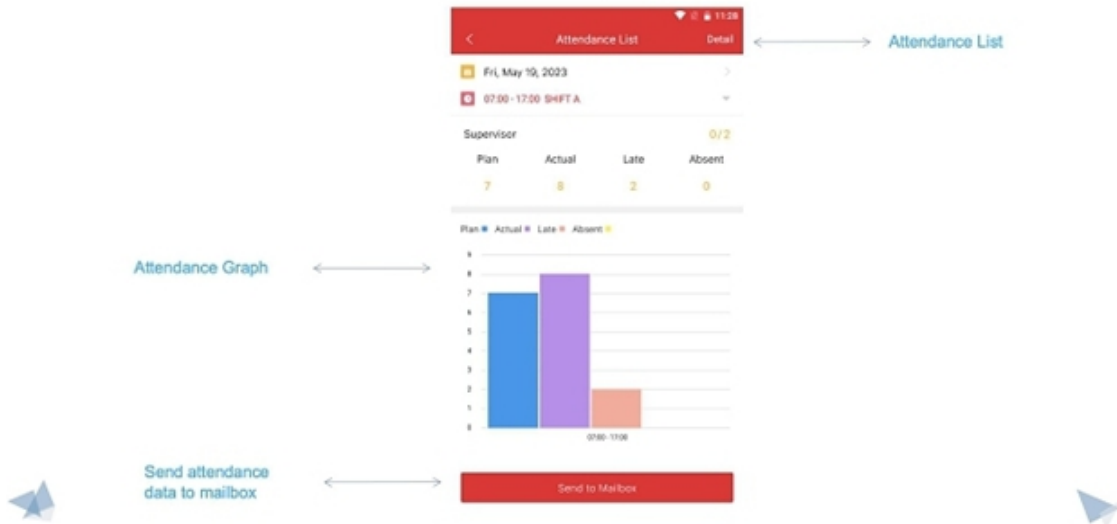 11:28
Attendance List
Detail
Attendance List
Fri, May 19, 2023
07:00 - 17:00 SHIFT A
Supervisor 0/2
Plan Actual Late Absent
7 8 2 0
Plan Actual Late Absent
9
8
7
6
5
4
3
2
1
0
07:00 - 17:00
Attendance Graph
Send attendance
data to mailbox
Send to Mailbox